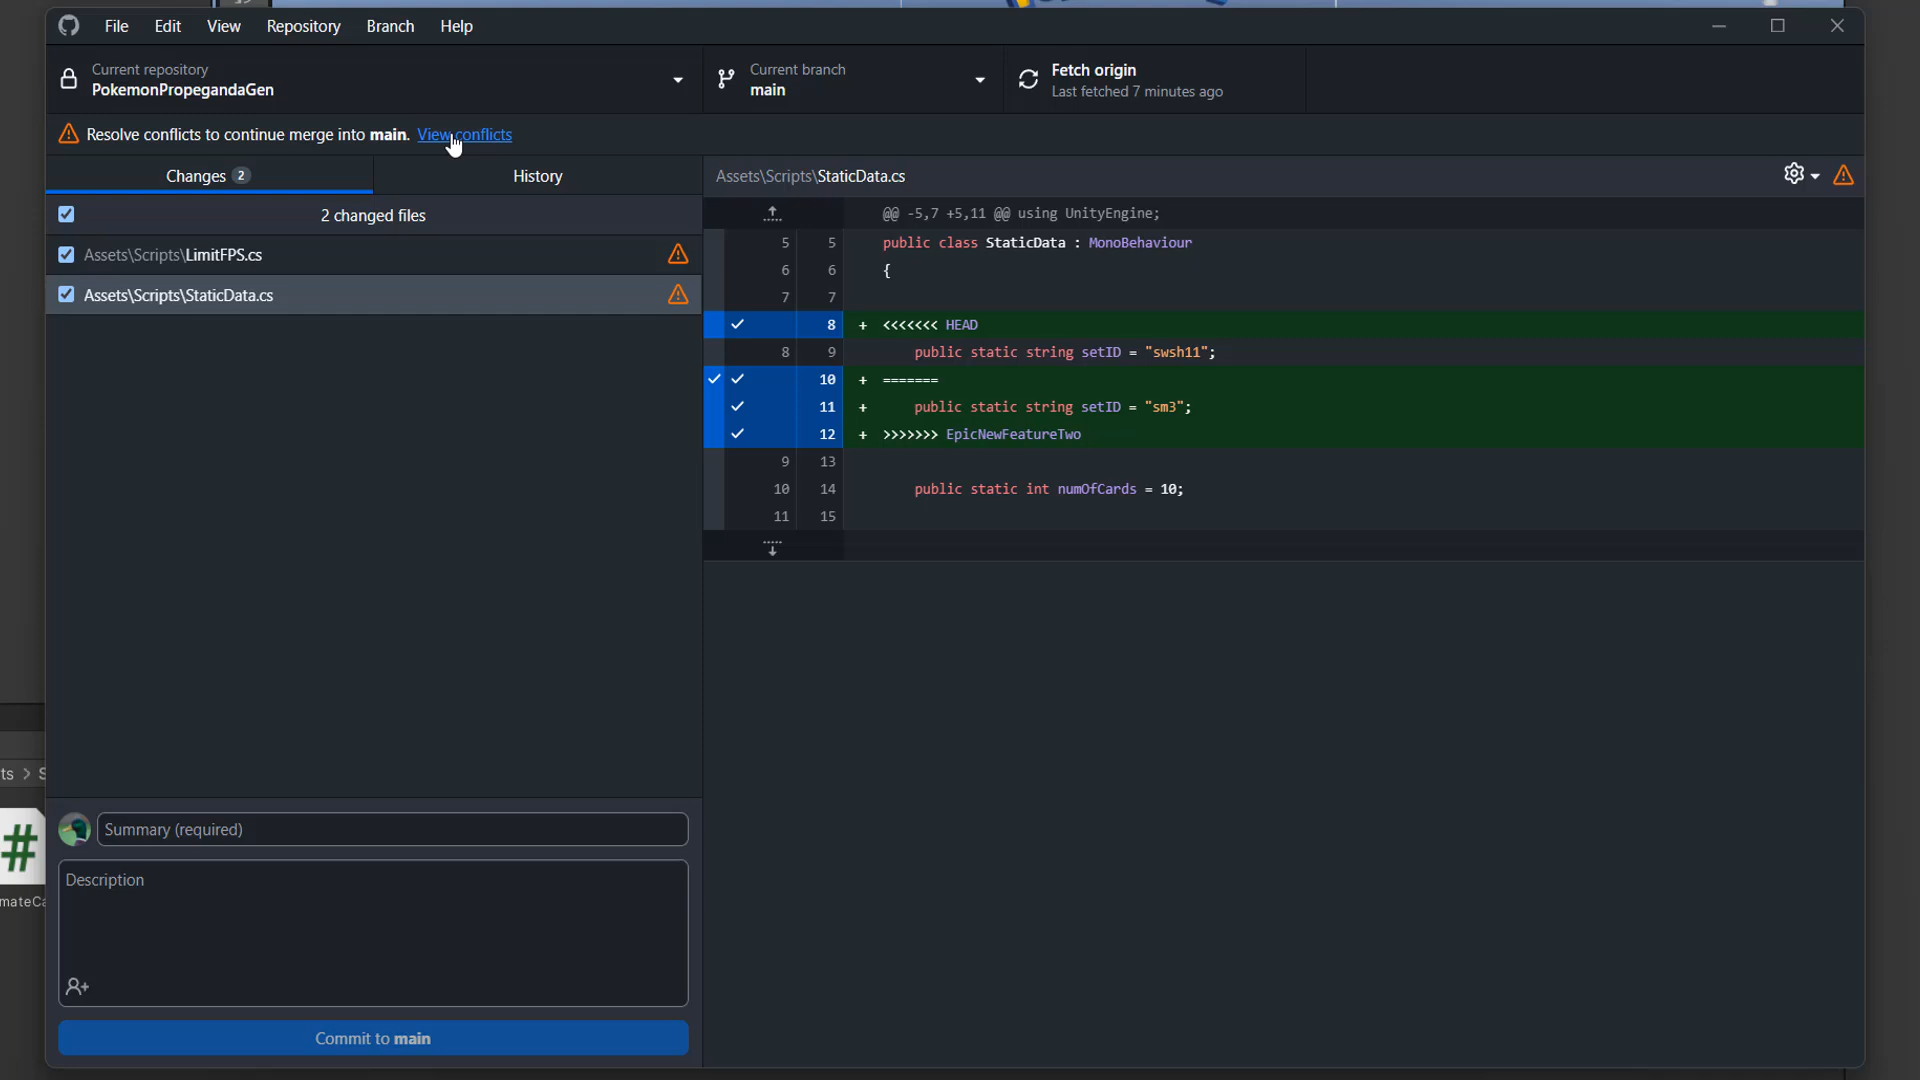 File Edit View Repository Branch Help
Current repository
PokemonPropegandaGen
Current branch
main
Fetch origin
Last fetched 7 minutes ago
Resolve conflicts to continue merge into main. View conflicts
Changes 2
History
2 changed files
Assets\Scripts\LimitFPS.cs
Assets\Scripts\StaticData.cs
Assets\Scripts\StaticData.cs
@@ -5,7 +5,11 @@ using UnityEngine;
5 5 public class StaticData : MonoBehaviour
6 6 {
7 7
8 + <<<<<<< HEAD
8 9 public static string setID = "swsh11";
10 + =======
11 + public static string setID = "sm3";
12 + >>>>>>> EpicNewFeatureTwo
9 13
10 14 public static int numOfCards = 10;
11 15
Summary (required)
Description
Commit to main
ts > S
#
mateCa